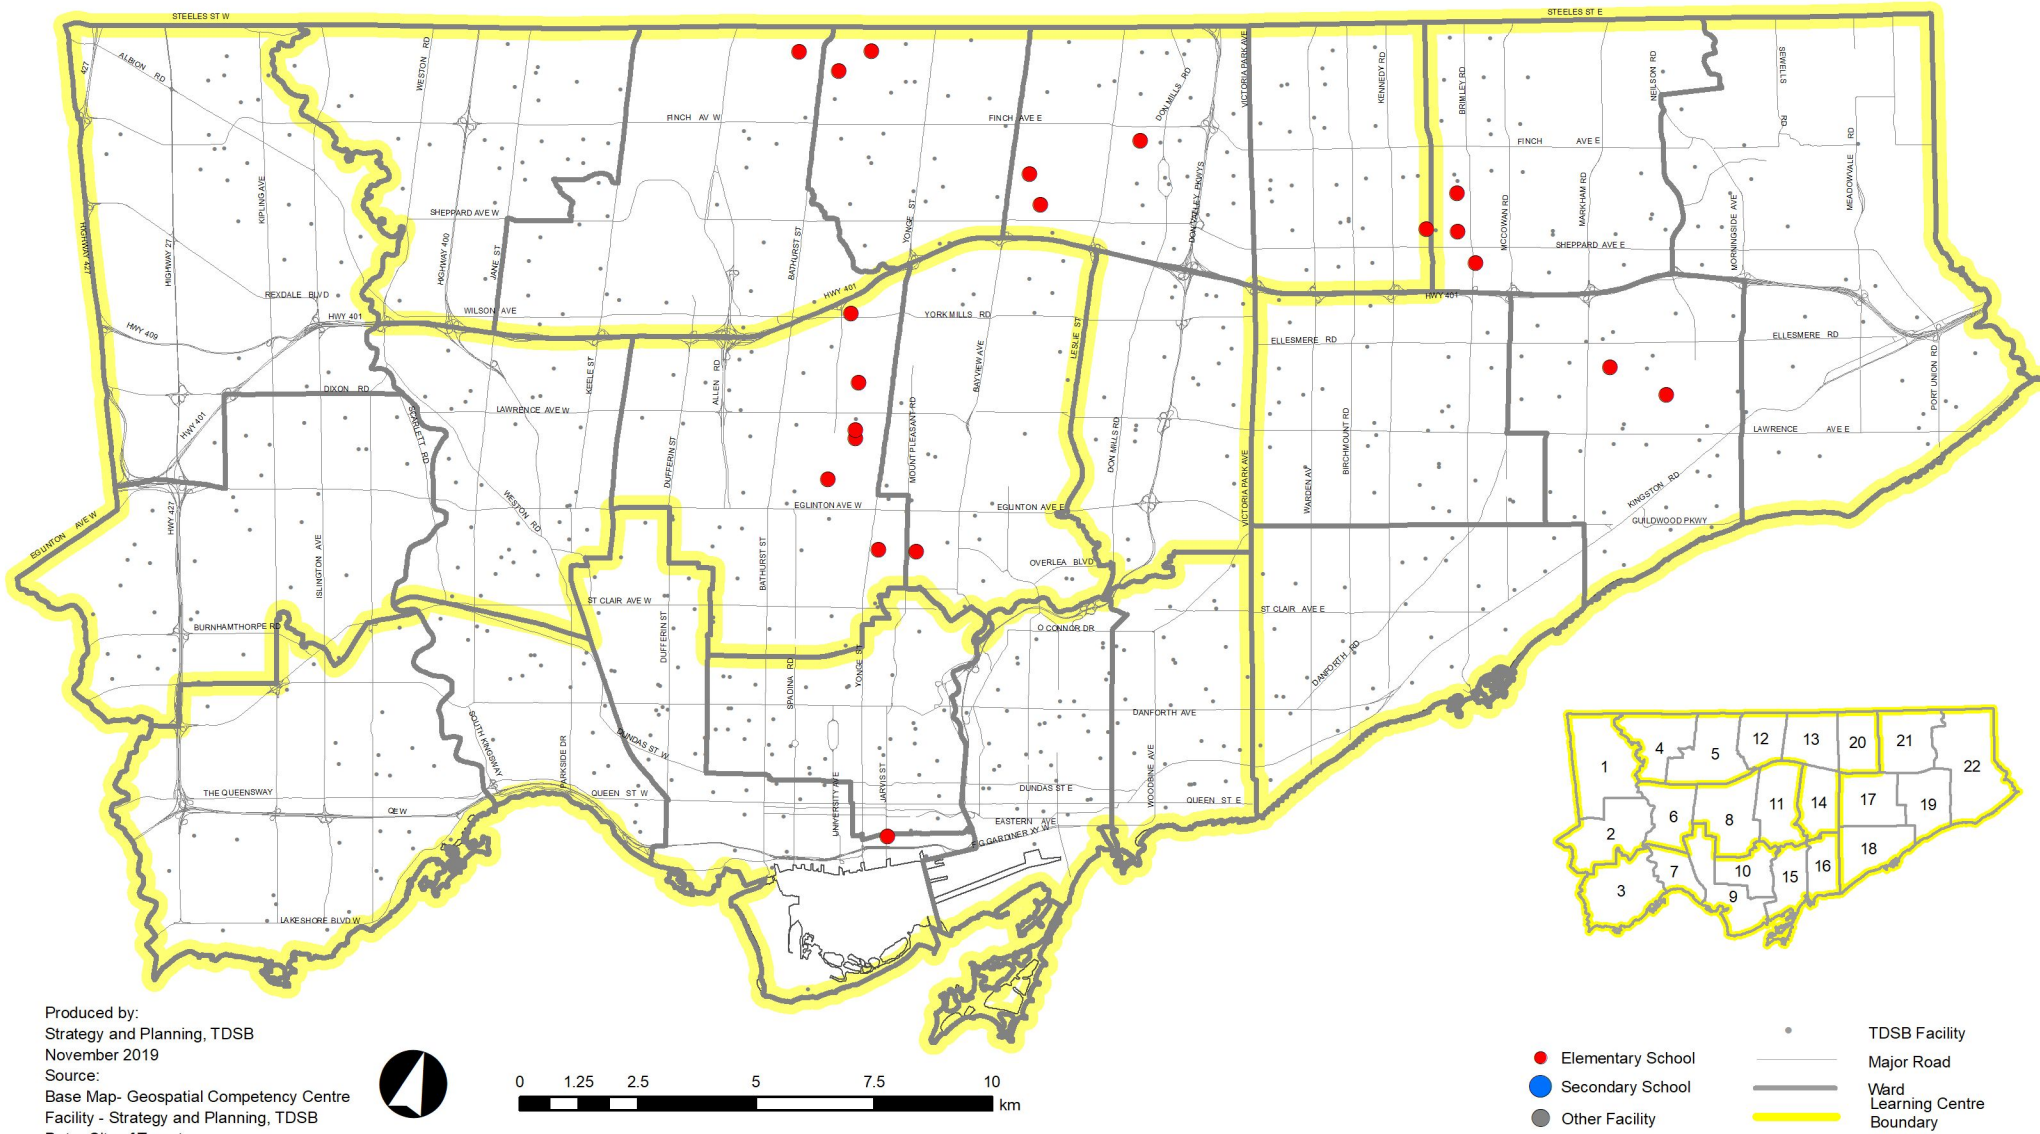 STEELES ST W
STEELES ST E
427
ALBION RD
WESTON RD
FINCH AV W
FINCH AVE E
DON MILLS RD
VICTORIA PARK AVE
KENNEDY RD
BRIMLEY RD
NEILSON RD
SEWELLS RD
FINCH AVE E
MEADOWVALE RD
KIPLING AVE
HIGHWAY 427
HIGHWAY 27
SHEPPARD AVE W
HIGHWAY 400
JANE ST
BATHURST ST
YONGE ST
DON VALLEY PKWY S
MCCOWAN RD
MARKHAM RD
SHEPPARD AVE E
MORNINGSIDE AVE
REXDALE BLVD
HWY 401
WILSON AVE
HWY 401
YORK MILLS RD
HWY 401
HWY 409
LESLIE ST
ELLESMERE RD
ELLESMERE RD
PORT UNION RD
KEELE ST
ALLEN RD
BAYVIEW AVE
DIXON RD
HWY 401
SCARLETT RD
LAWRENCE AVE W
DUFFERIN ST
MOUNT PLEASANT RD
DON MILLS RD
BIRCHMOUNT RD
LAWRENCE AVE E
VICTORIA PARK AVE
WARDEN AV
KINGSTON RD
GUILDWOOD PKWY
EGLINTON AVE W
HWY 427
WESTON RD
EGLINTON AVE W
EGLINTON AVE E
ISLINGTON AVE
BATHURST ST
OVERLEA BLVD
ST CLAIR AVE W
ST CLAIR AVE E
BURNHAMTHORPE RD
DUFFERIN ST
O CONNOR DR
DANFORTH RD
SPADINA RD
YONGE ST
SOUTH KINGSWAY
PARKSIDE DR
DUNDAS ST W
DANFORTH AVE
THE QUEENSWAY
QEW
QUEEN ST W
UNIVERSITY AVE
JARVIS ST
DUNDAS ST E
WOODBINE AVE
QUEEN ST E
EASTERN AVE
F G GARDINER XY W
LAKESHORE BLVD W
1
2
3
4
5
6
7
8
9
10
11
12
13
14
15
16
17
18
19
20
21
22
Produced by:
Strategy and Planning, TDSB
November 2019
Source:
Base Map- Geospatial Competency Centre
Facility - Strategy and Planning, TDSB
0 1.25 2.5 5 7.5 10
km
Elementary School
Secondary School
Other Facility
TDSB Facility
Major Road
Ward
Learning Centre
Boundary